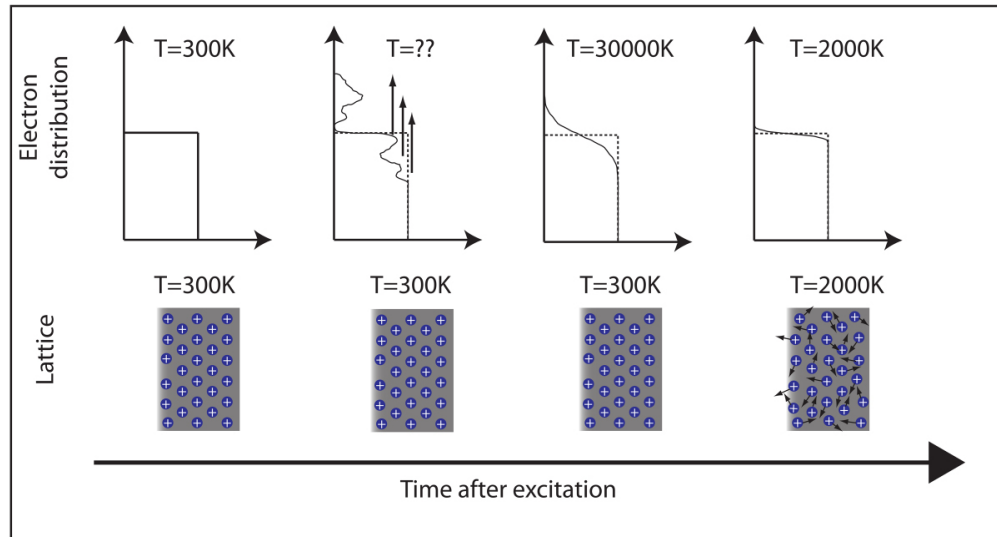 T=300K
T=??
T=30000K
T=2000K
Electron
distribution
T=300K
T=300K
T=300K
T=2000K
Lattice
Time after excitation